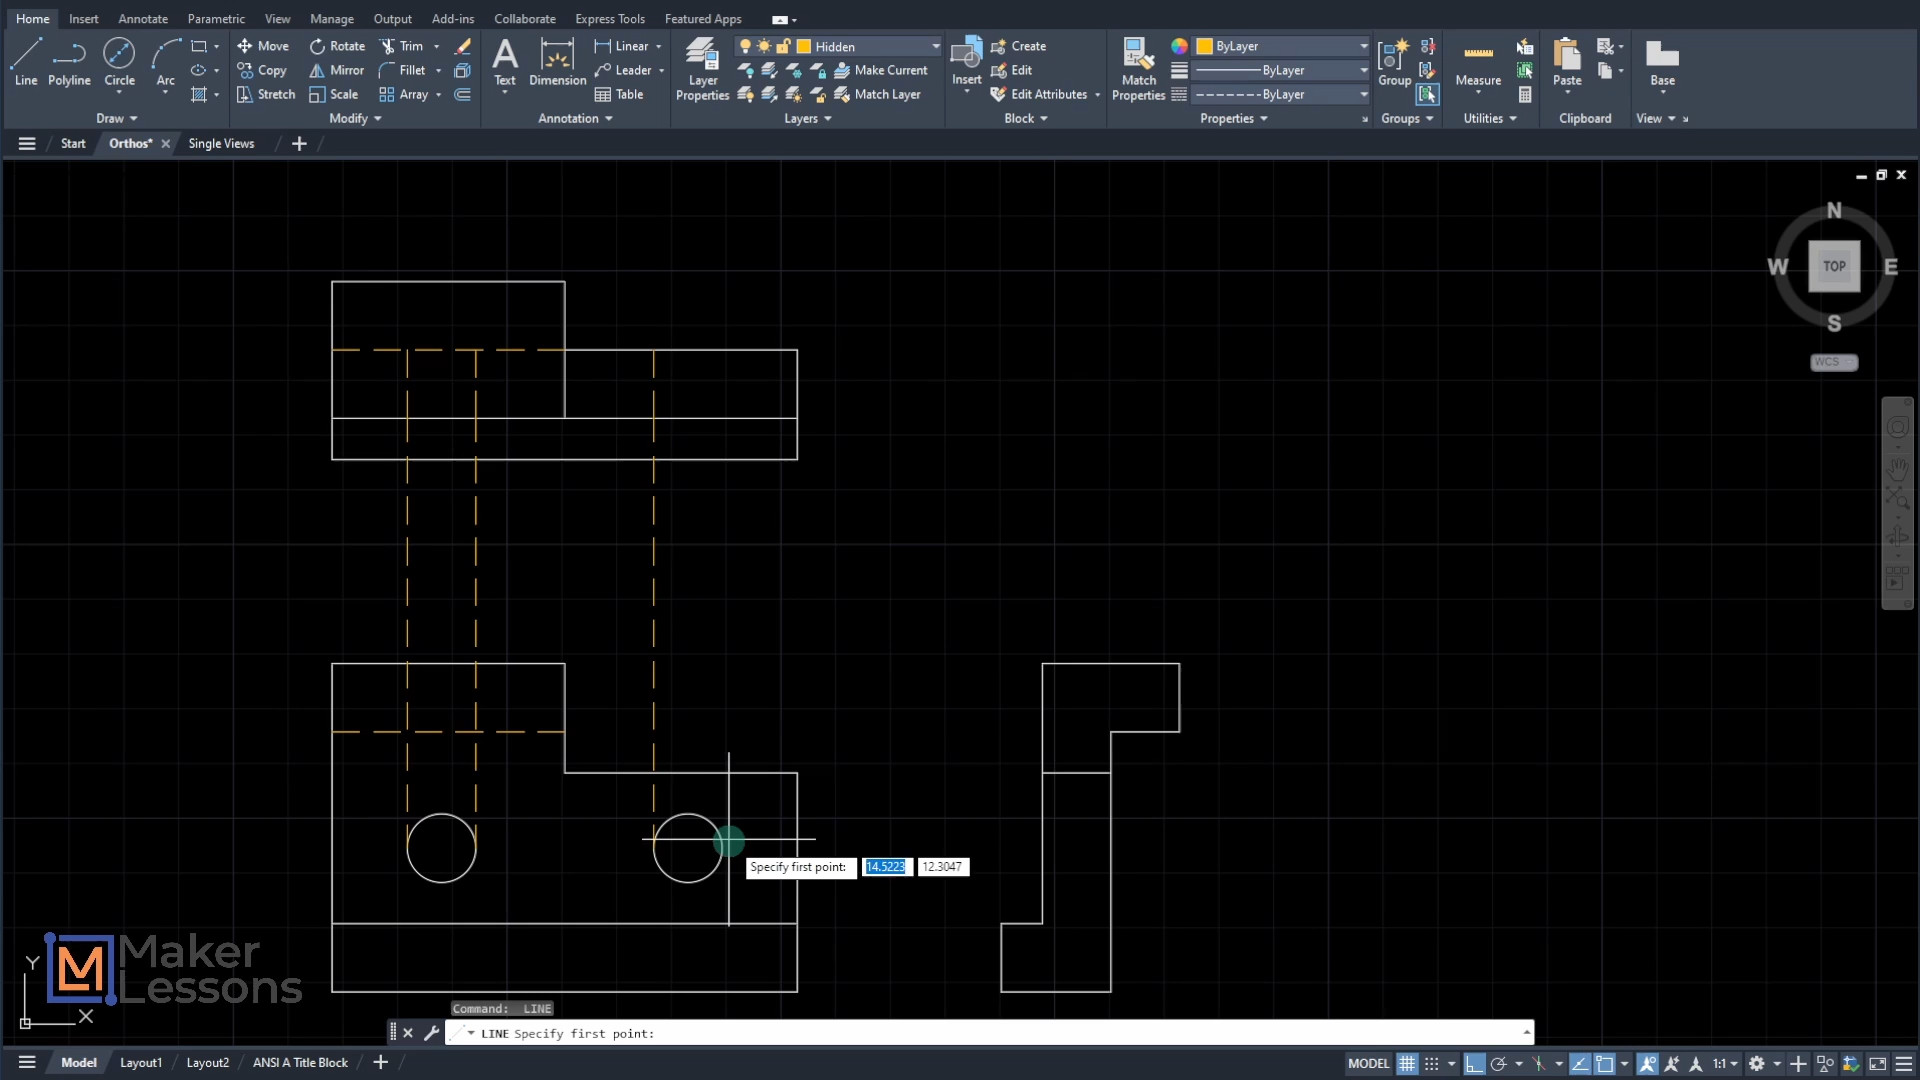 Home Insert Annotate Parametric View Manage Output Add-ins Collaborate Express Tools Featured Apps
Line Polyline Circle Arc
Move Rotate Trim
Copy Mirror Fillet
Stretch Scale Array
Text Dimension
Linear
Leader
Table
Layer
Properties
Hidden
Make Current
Match Layer
Insert
Create
Edit
Edit Attributes
Match
Properties
ByLayer
ByLayer
ByLayer
Group
Measure
Paste
Base
Draw Modify Annotation Layers Block Properties Groups Utilities Clipboard View
Start Orthos* Single Views
N
W TOP E
S
WCS
Specify first point: 14.5223 12.3047
Maker
Lessons
M
Y
X
Command: LINE
LINE Specify first point:
Model Layout1 Layout2 ANSI A Title Block
MODEL 1:1